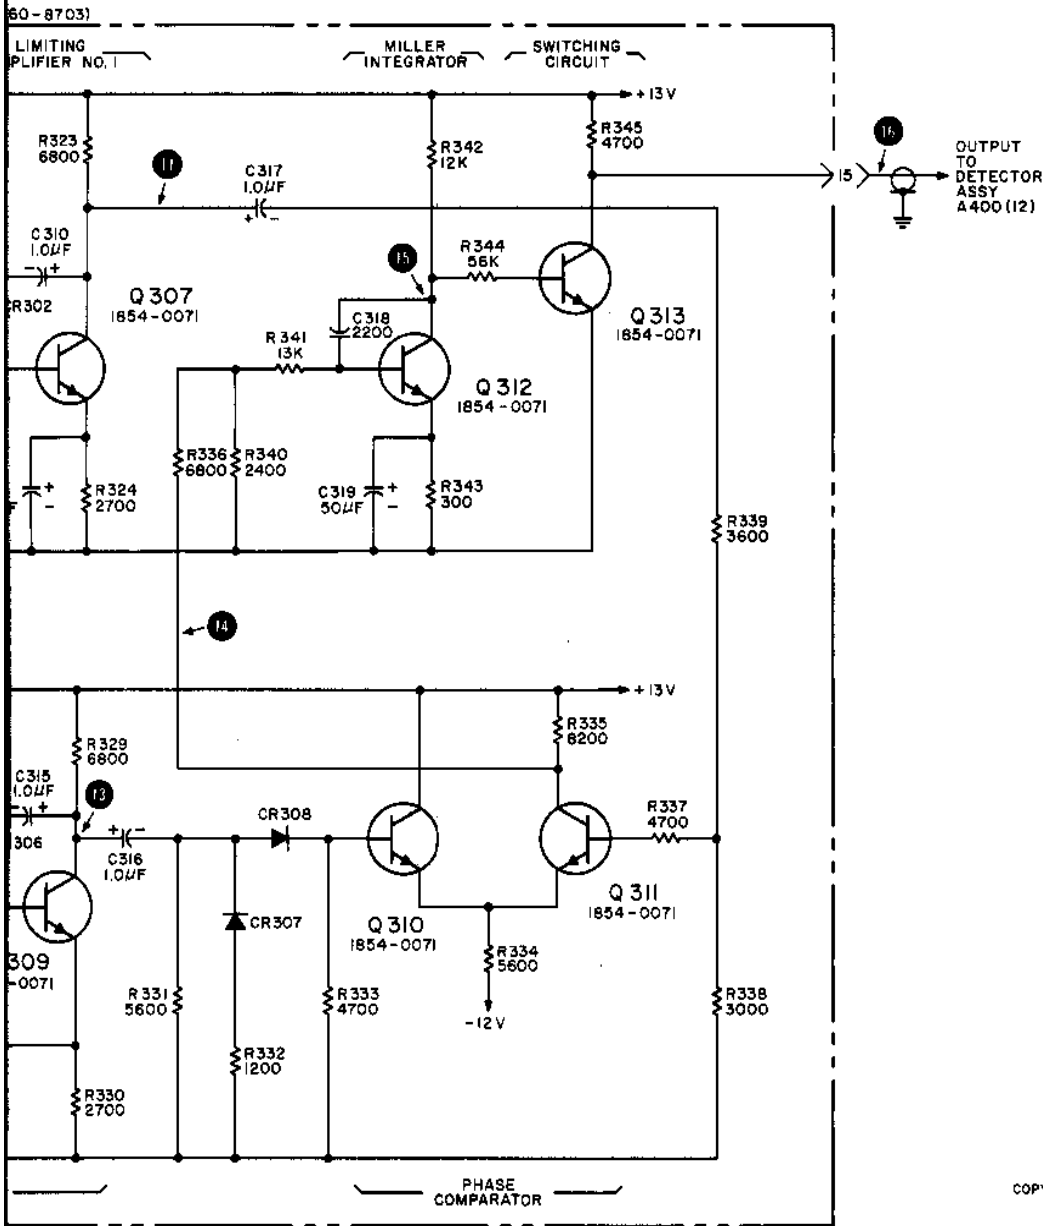 60-8703)
LIMITING
PLIFIER NO. 1
MILLER
INTEGRATOR
SWITCHING
CIRCUIT
+13V
R323
6800
11
C317
1.0µF
+ -
R342
12K
R345
4700
16
15
OUTPUT
TO
DETECTOR
ASSY
A400 (12)
C310
1.0µF
- +
CR302
Q307
1854-0071
15
R344
56K
Q313
1854-0071
R341
13K
C318
2200
Q312
1854-0071
R336
6800
R340
2400
+
-
R324
2700
C319
50µF
+
-
R343
300
R339
3600
14
+13V
R329
6800
R335
8200
C315
1.0µF
- +
13
306
+ -
C316
1.0µF
CR308
R337
4700
CR307
Q310
1854-0071
Q311
1854-0071
309
-0071
R334
5600
-12V
R331
5600
R333
4700
R338
3000
R332
1200
R330
2700
PHASE
COMPARATOR
COPY